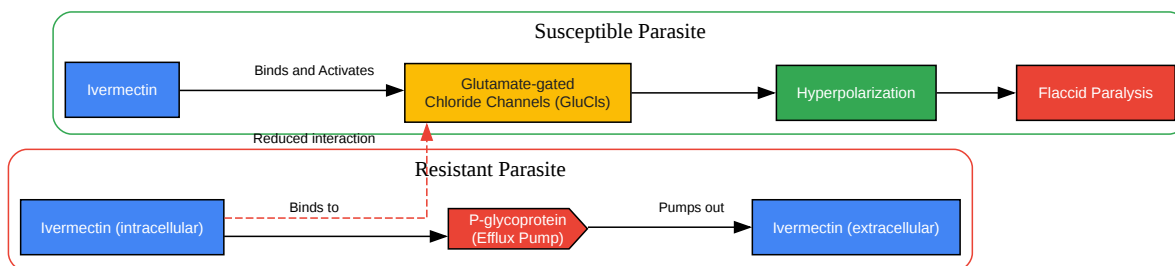 Susceptible Parasite
Ivermectin
Binds and Activates
Glutamate-gated
Chloride Channels (GluCls)
Hyperpolarization
Flaccid Paralysis
Reduced interaction
Resistant Parasite
Ivermectin (intracellular)
Binds to
P-glycoprotein
(Efflux Pump)
Pumps out
Ivermectin (extracellular)